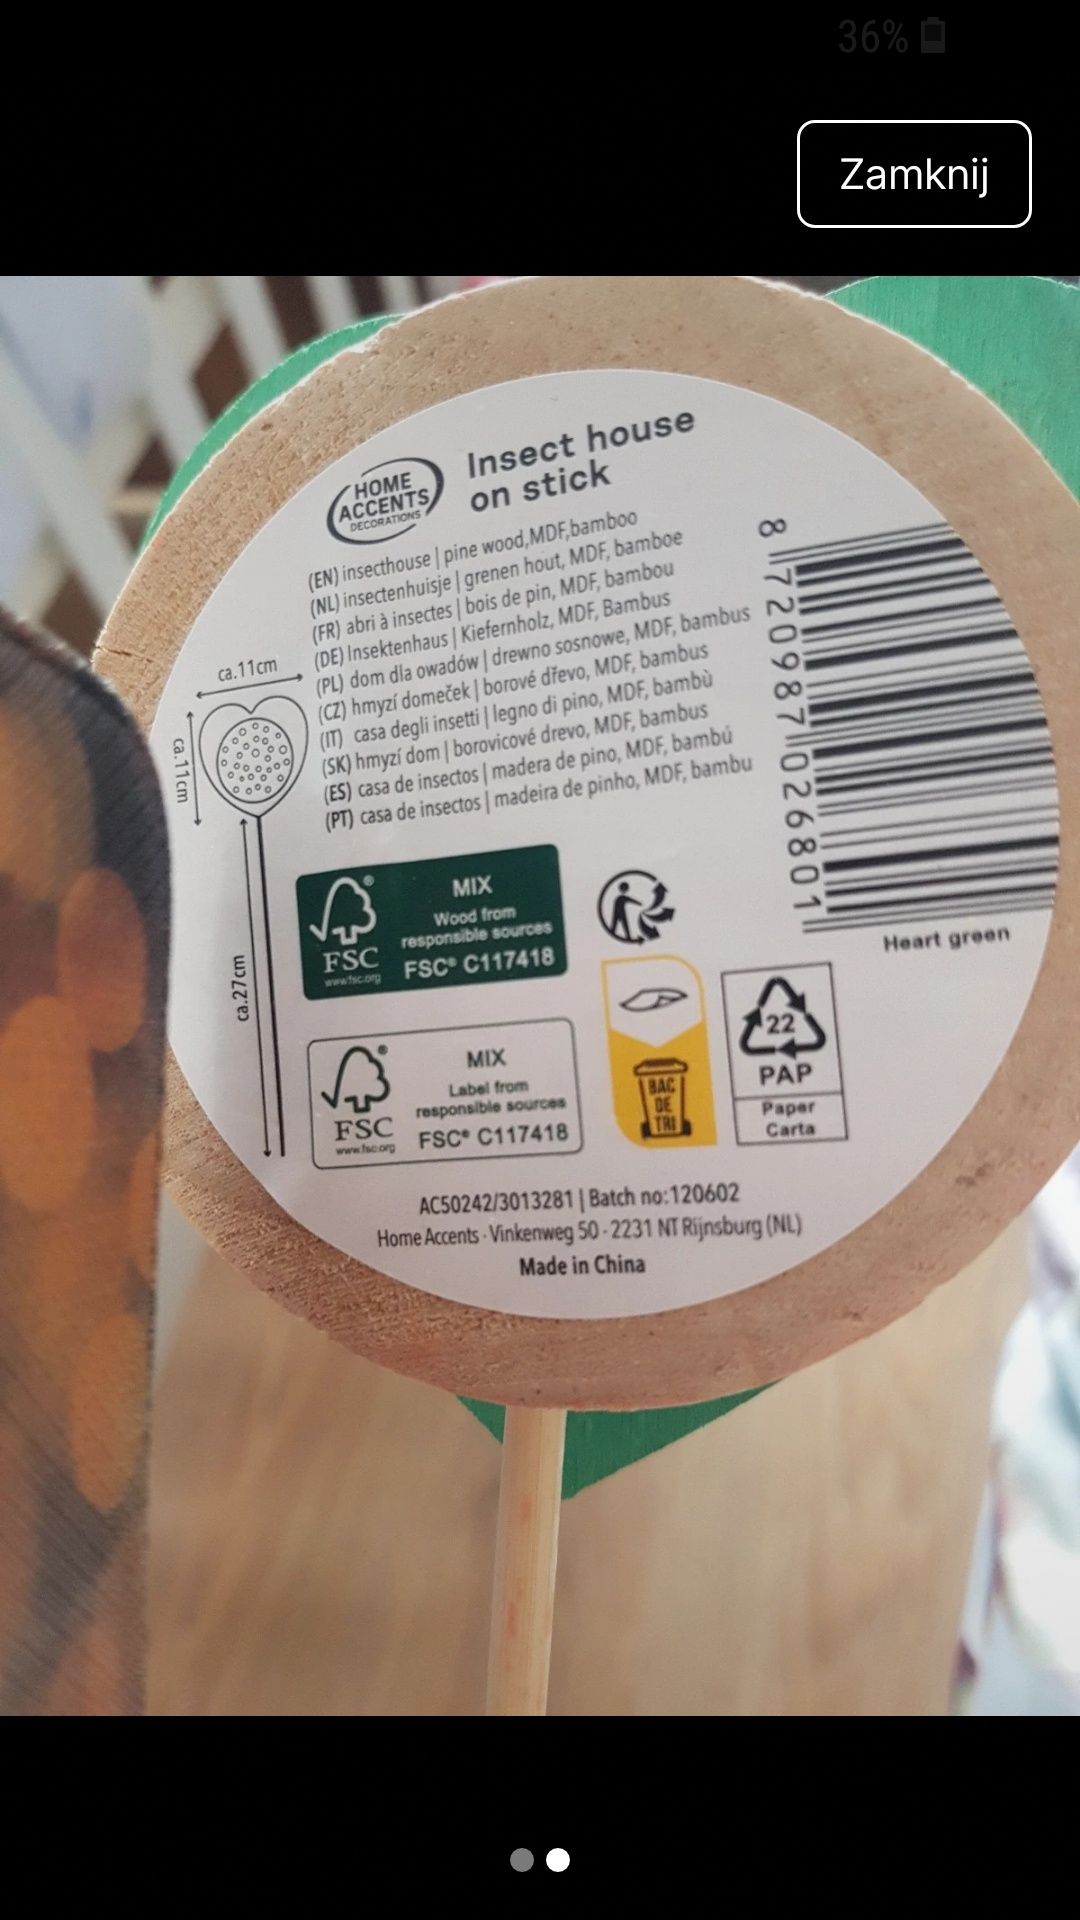 36%
Zamknij
HOME
ACCENTS
DECORATIONS
Insect house
on stick
(EN) insecthouse | pine wood,MDF,bamboo
(NL) insectenhuisje | grenen hout, MDF, bamboe
(FR) abri à insectes | bois de pin, MDF, bambou
(DE) Insektenhaus | Kiefernholz, MDF, Bambus
(PL) dom dla owadów | drewno sosnowe, MDF, bambus
(CZ) hmyzí domeček | borové dřevo, MDF, bambus
(IT) casa degli insetti | legno di pino, MDF, bambù
(SK) hmyzí dom | borovicové drevo, MDF, bambus
(ES) casa de insectos | madera de pino, MDF, bambú
(PT) casa de insectos | madeira de pinho, MDF, bambu
ca.11cm
ca.11cm
ca.27cm
8 720987 026801
Heart green
FSC®
www.fsc.org
MIX
Wood from
responsible sources
FSC® C117418
FSC®
www.fsc.org
MIX
Label from
responsible sources
FSC® C117418
BAC
DE
TRI
22
PAP
Paper
Carta
AC50242/3013281 | Batch no:120602
Home Accents · Vinkenweg 50 · 2231 NT Rijnsburg (NL)
Made in China